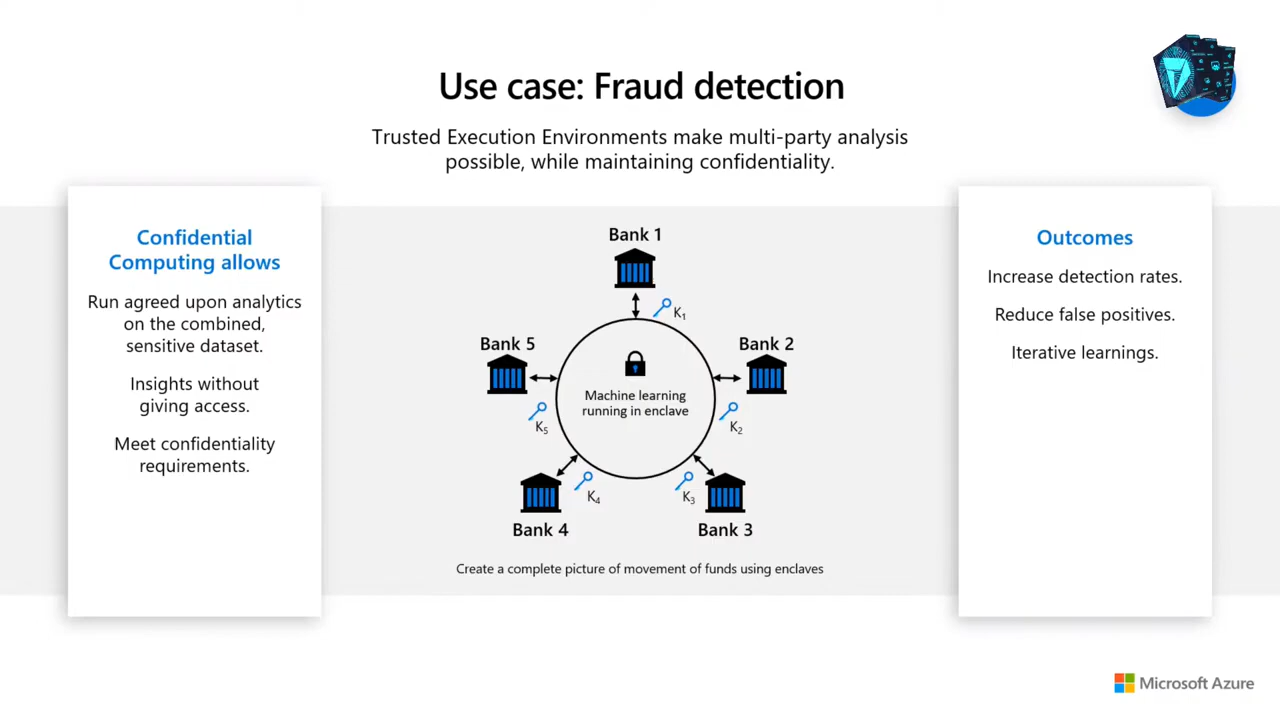 Use case: Fraud detection
Trusted Execution Environments make multi-party analysis
possible, while maintaining confidentiality.
Confidential
Computing allows
Run agreed upon analytics
on the combined,
sensitive dataset.
Insights without
giving access.
Meet confidentiality
requirements.
Bank 1
K₁
Bank 5
Bank 2
Machine learning
running in enclave
K₅
K₂
K₄
K₃
Bank 4
Bank 3
Create a complete picture of movement of funds using enclaves
Outcomes
Increase detection rates.
Reduce false positives.
Iterative learnings.
Microsoft Azure